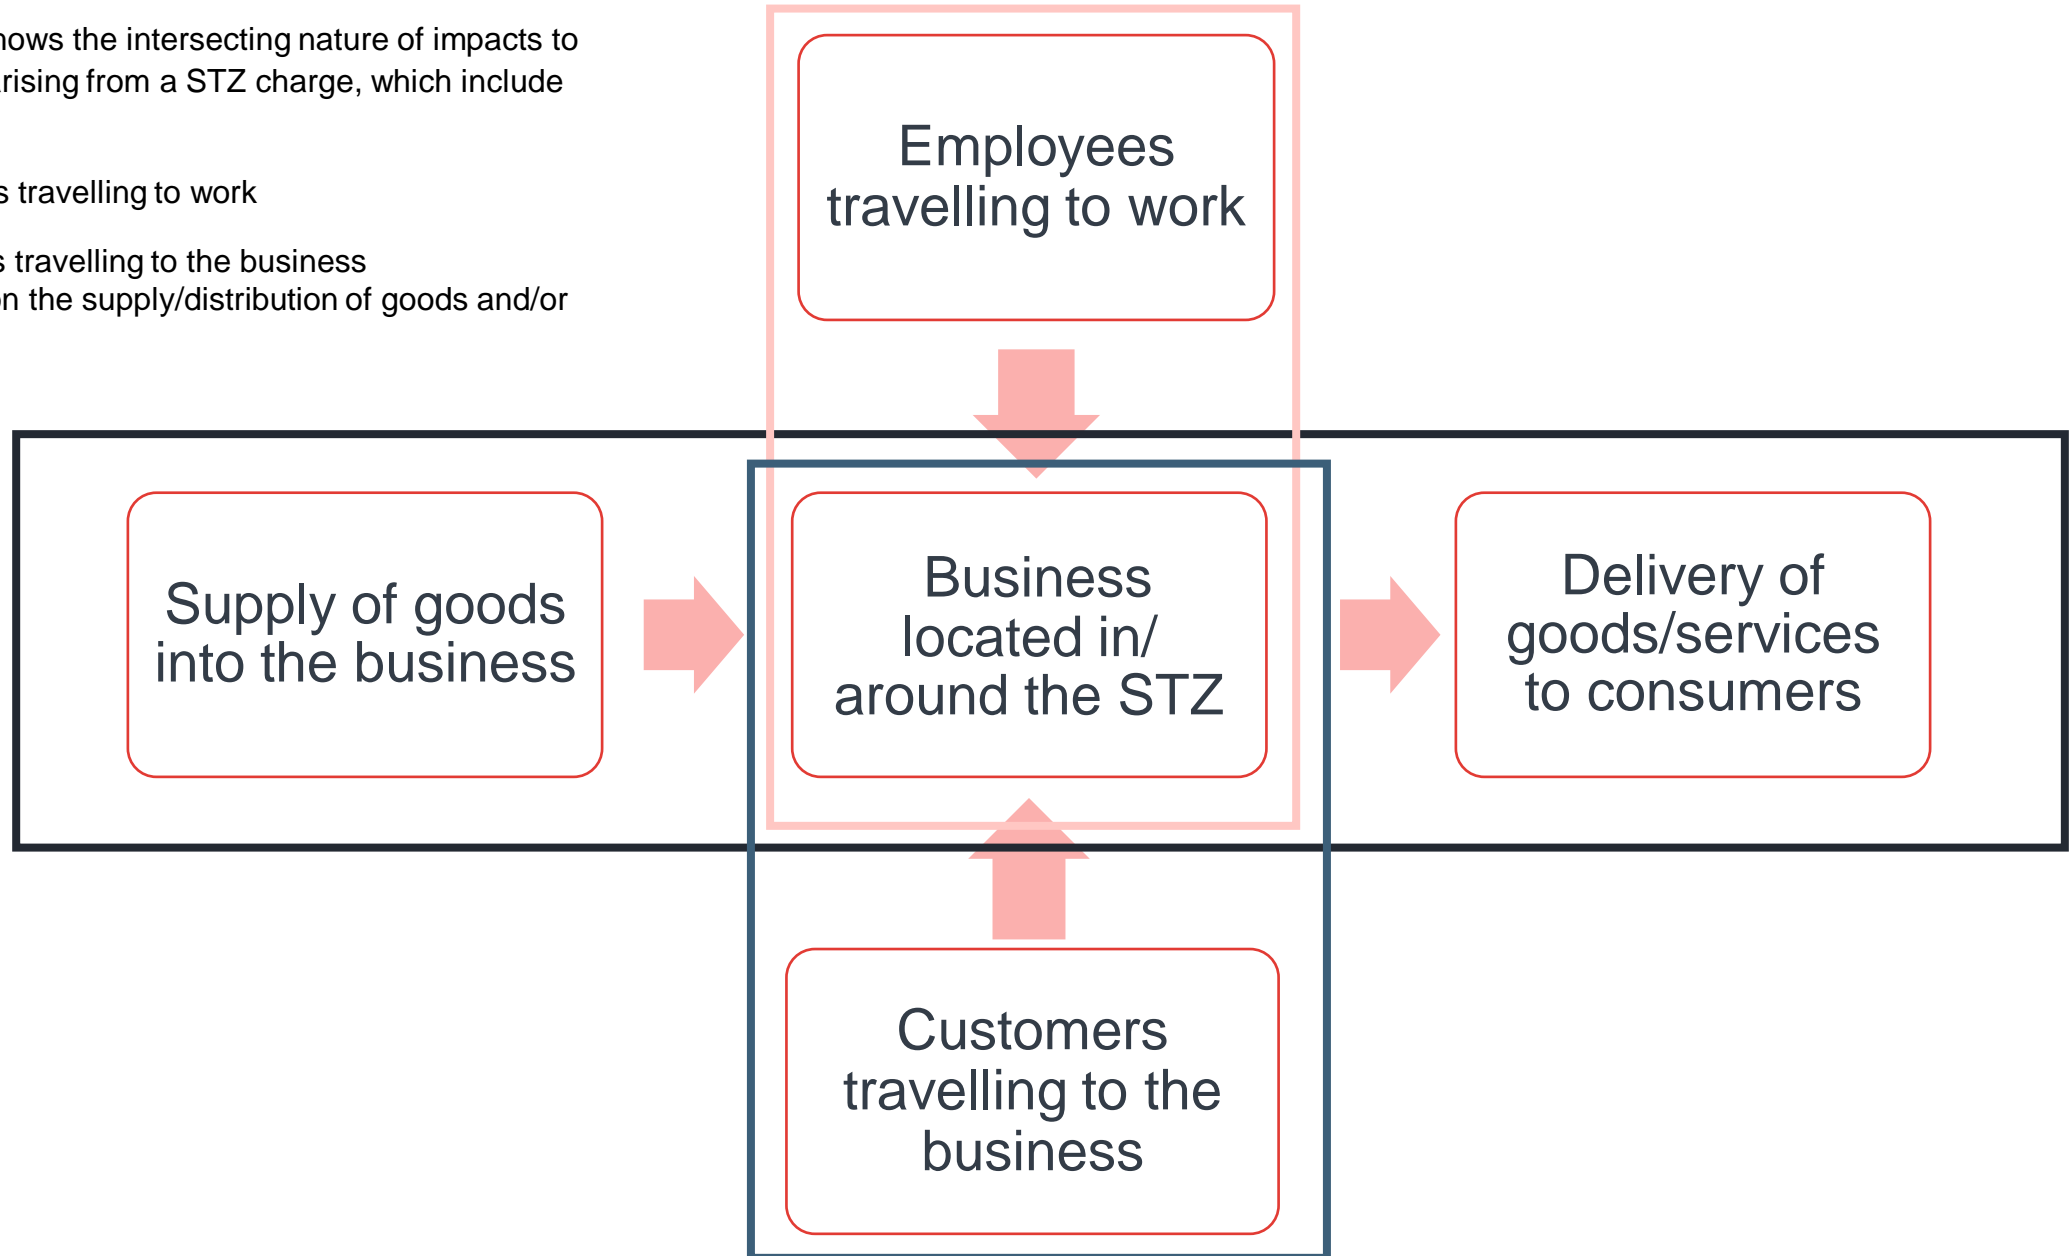 the intersecting nature of impacts to
from a STZ charge, which include
travelling to work
travelling to the business
the supply/distribution of goods and/or
Employees
travelling to work
Supply of goods
into the business
Business
located in/
around the STZ
Delivery of
goods/services
to consumers
Customers
travelling to the
business